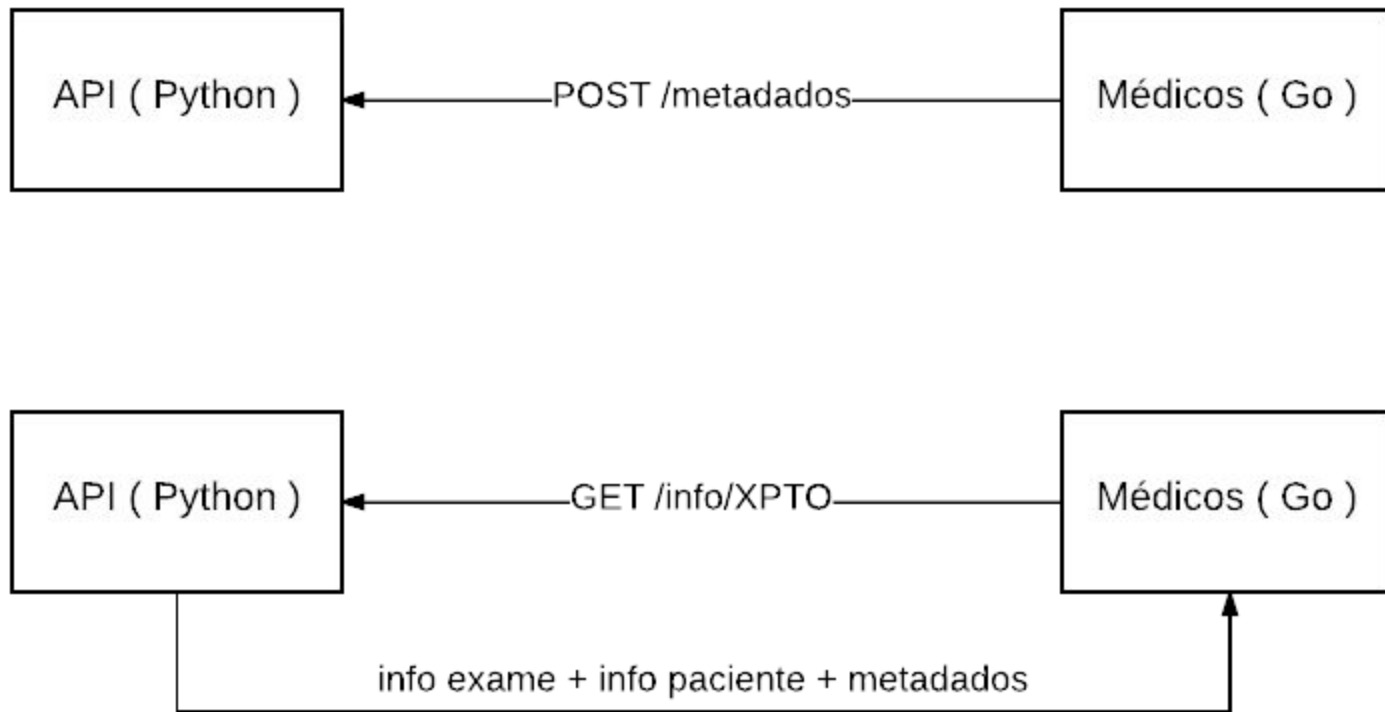 API ( Python )
POST /metadados
Médicos ( Go )
API ( Python )
GET /info/XPTO
Médicos ( Go )
info exame + info paciente + metadados